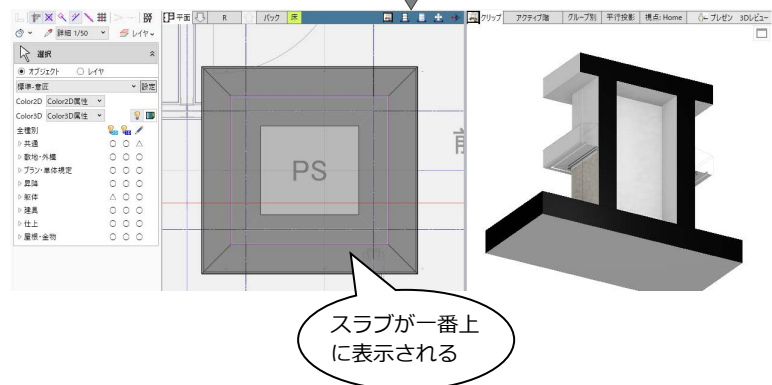 平面
R
パック
床
クリップ
アクティブ階
グループ別
平行投影
視点: Home
プレゼン
3Dビュー
詳細 1/50
レイヤ
選択
オブジェクト
レイヤ
標準-意匠
設定
Color2D Color2D属性
Color3D Color3D属性
全種別
共通
敷地・外構
プラン・単体規定
昇降
躯体
建具
仕上
屋根・金物
PS
前
スラブが一番上
に表示される